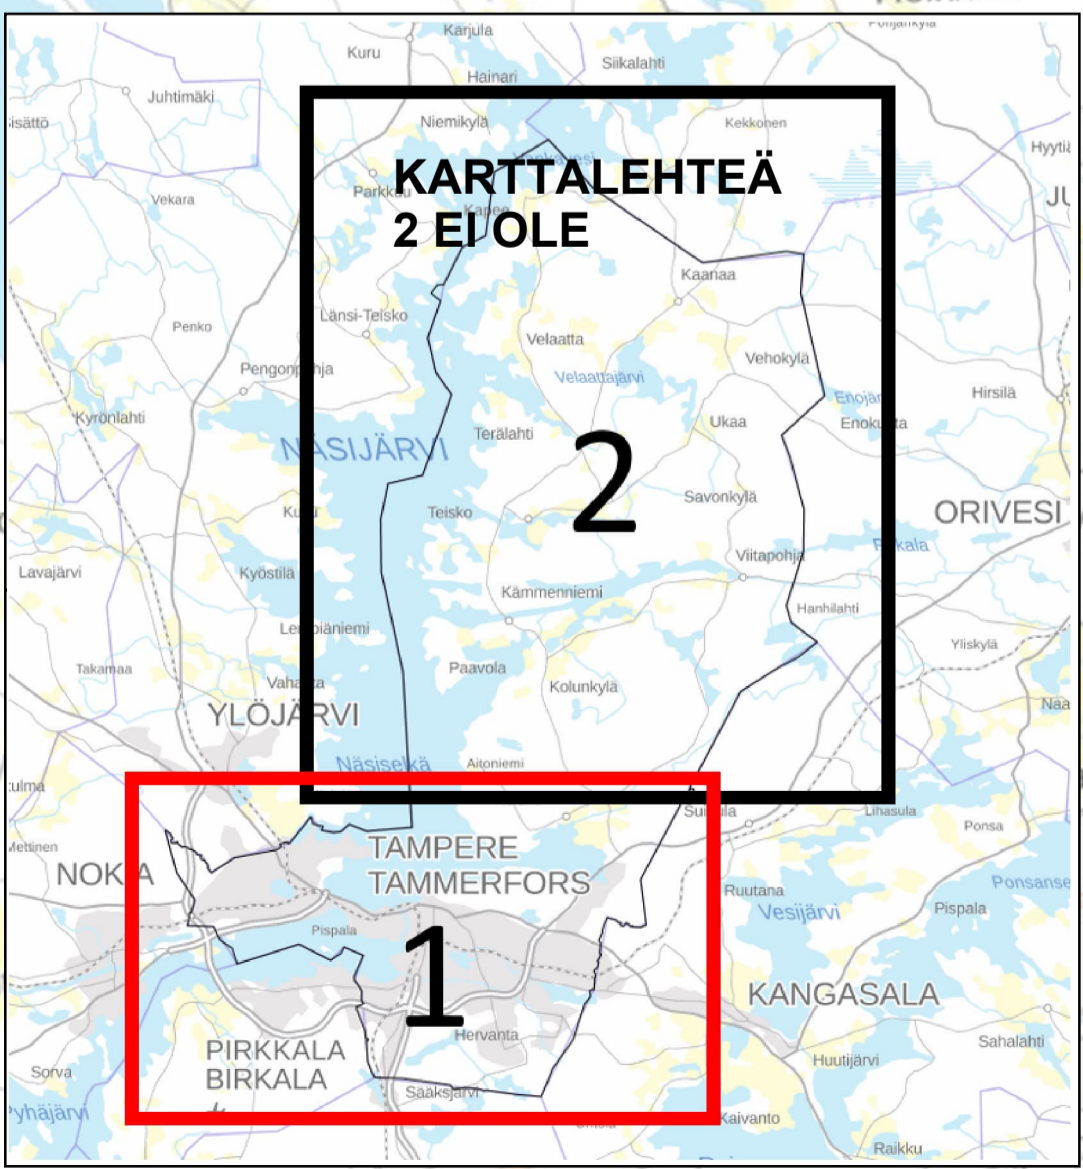 Karjula
Kuru
Siikalahti
Hainari
Juhtimäki
Niemikylä
Kekkonen
KARTTALEHTEÄ
2 EI OLE
Parkkuu
Vekara
Kapee
Kaanaa
Länsi-Teisko
Penko
Velaatta
Vehokylä
Pengonpohja
Velaattajärvi
Hirsilä
Kyrönlahti
Ukaa
Terälahti
NÄSIJÄRVI
2
Savonkylä
Teisko
ORIVESI
Viitapohja
Lavajärvi
Kyöstilä
Kämmenniemi
Hanhilahti
Yliskylä
Takamaa
Paavola
Kolunkylä
YLÖJÄRVI
Näsiselkä
Aitoniemi
Lihasula
Ponsa
TAMPERE
TAMMERFORS
NOKIA
Ruutana
Vesijärvi
Ponsanse
Pispala
Pispala
1
KANGASALA
Hervanta
PIRKKALA
BIRKALA
Sahalahti
Huutijärvi
Sorva
Sääksjärvi
Kaivanto
Raikku